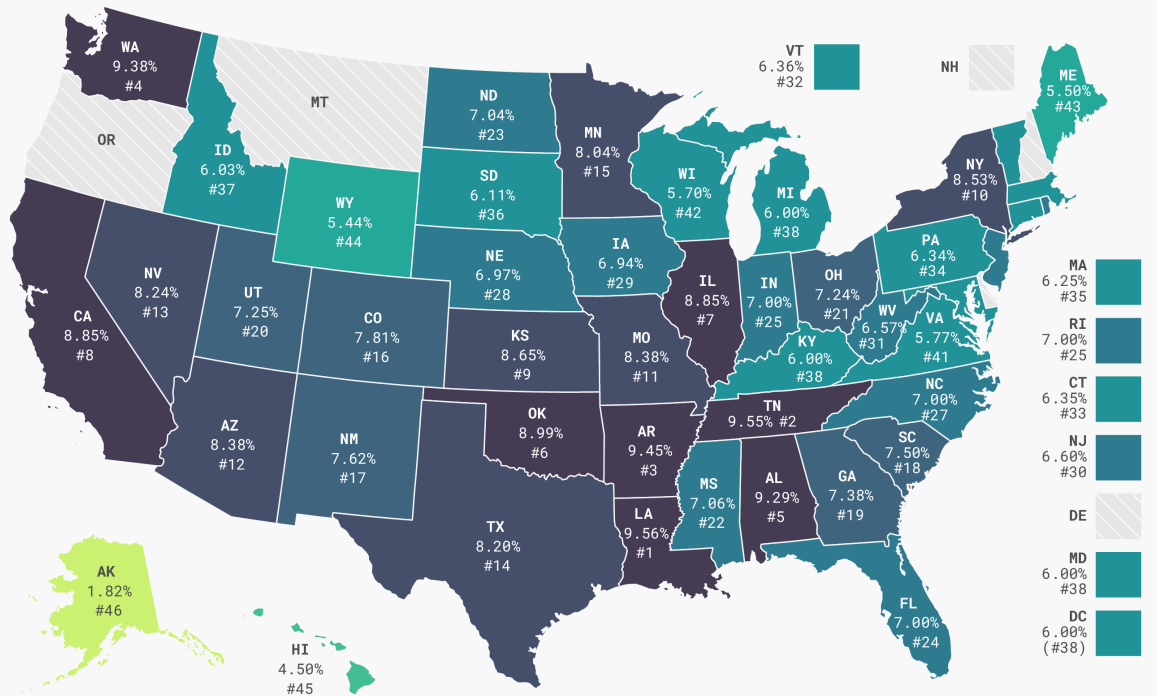 WA
9.38%
#4
MT
OR
ID
6.03%
#37
WY
5.44%
#44
ND
7.04%
#23
SD
6.11%
#36
NE
6.97%
#28
MN
8.04%
#15
WI
5.70%
#42
MI
6.00%
#38
VT
6.36%
#32
NH
ME
5.50%
#43
NY
8.53%
#10
PA
6.34%
#34
CA
8.85%
#8
NV
8.24%
#13
UT
7.25%
#20
CO
7.81%
#16
KS
8.65%
#9
IA
6.94%
#29
MO
8.38%
#11
IL
8.85%
#7
IN
7.00%
#25
OH
7.24%
#21
WV
6.57%
#31
VA
5.77%
#41
KY
6.00%
#38
NC
7.00%
#27
TN
9.55% #2
SC
7.50%
#18
AZ
8.38%
#12
NM
7.62%
#17
OK
8.99%
#6
AR
9.45%
#3
TX
8.20%
#14
LA
9.56%
#1
MS
7.06%
#22
AL
9.29%
#5
GA
7.38%
#19
FL
7.00%
#24
AK
1.82%
#46
HI
4.50%
#45
MA
6.25%
#35
RI
7.00%
#25
CT
6.35%
#33
NJ
6.60%
#30
DE
MD
6.00%
#38
DC
6.00%
(#38)